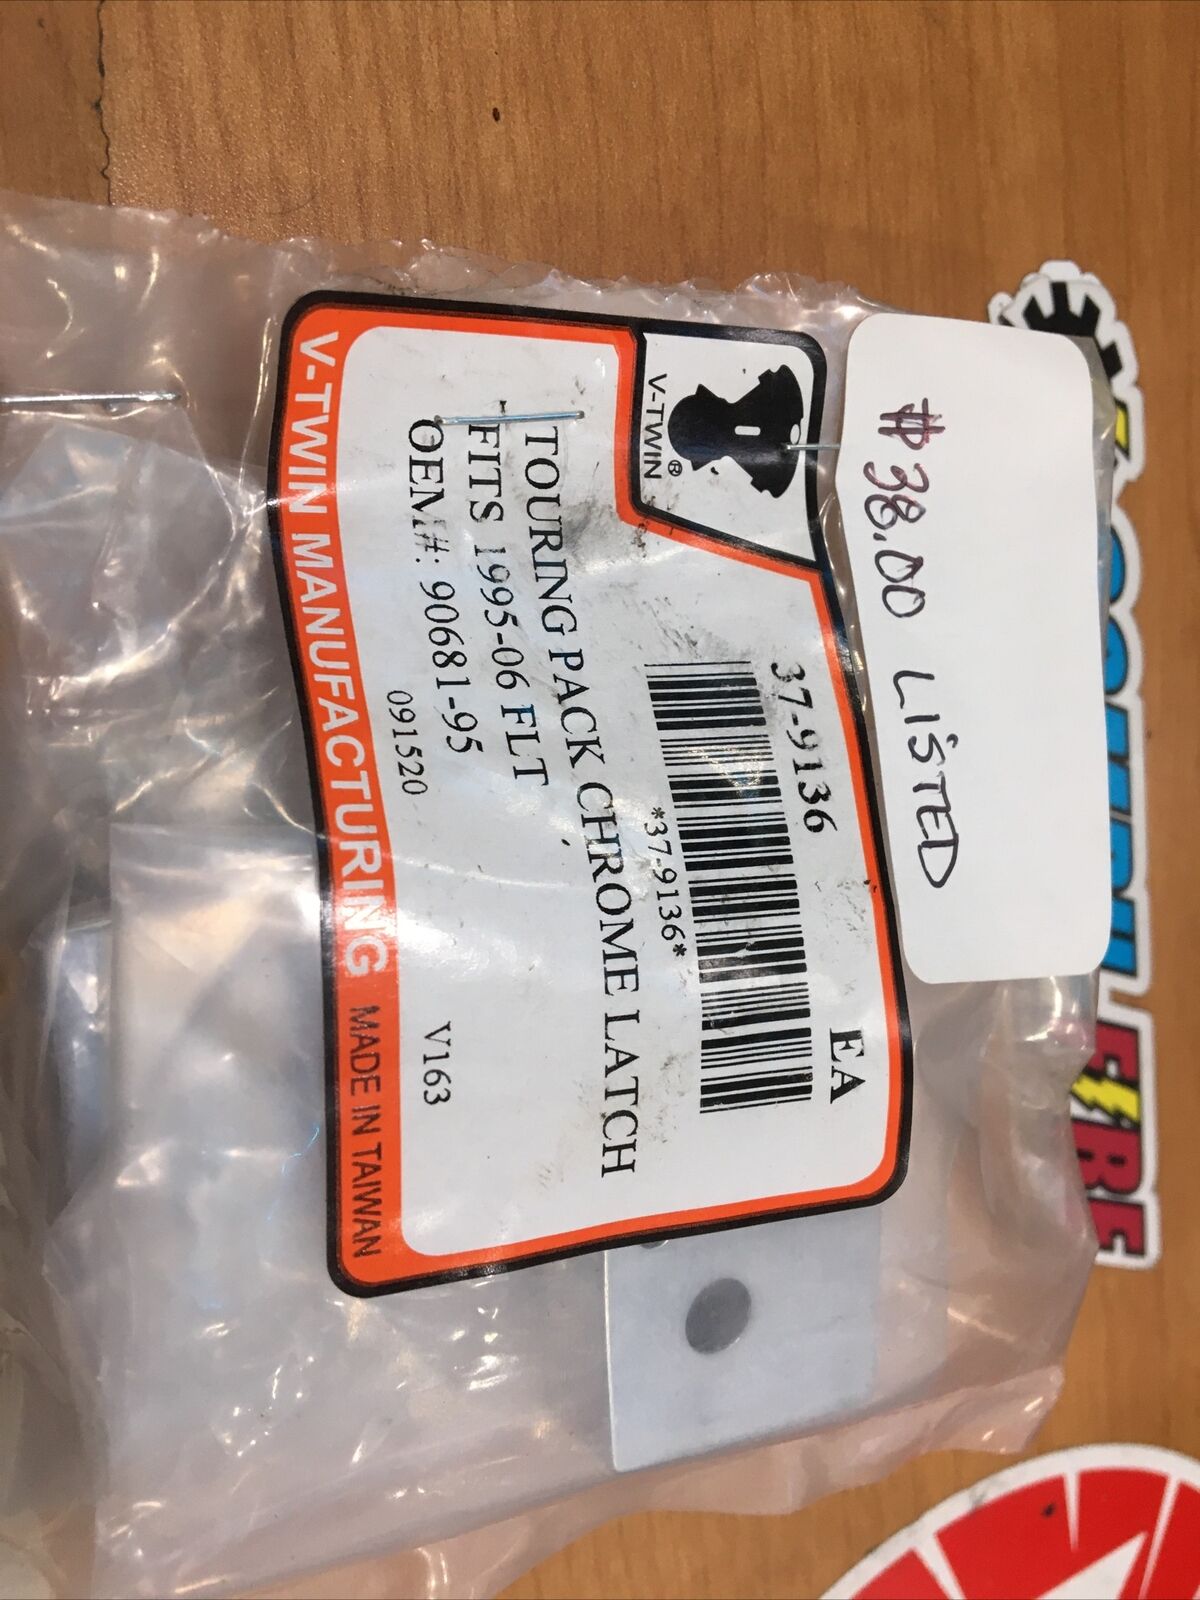 $38.00 LISTED
V-TWIN®
37-9136 EA
*37-9136*
TOURING PACK CHROME LATCH
FITS 1995-06 FLT
OEM#: 90681-95
091520 V163
V-TWIN MANUFACTURING MADE IN TAIWAN